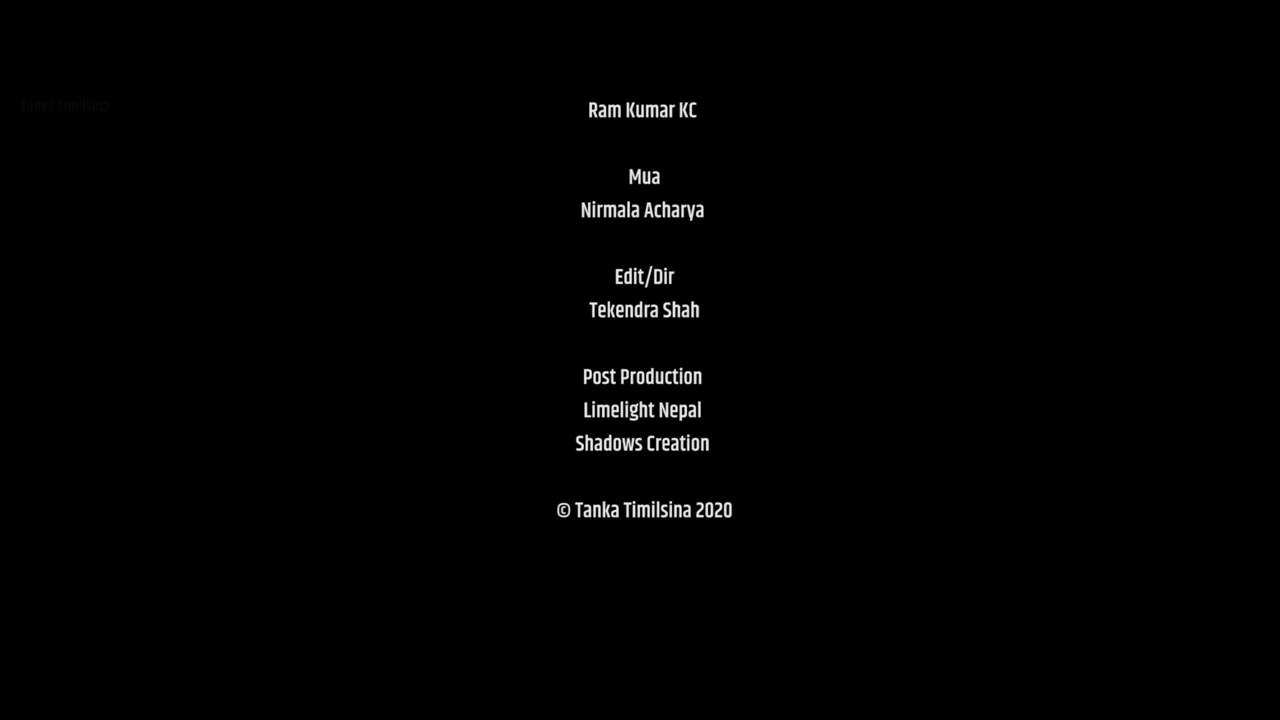 Ram Kumar KC
Mua
Nirmala Acharya
Edit/Dir
Tekendra Shah
Post Production
Limelight Nepal
Shadows Creation
© Tanka Timilsina 2020